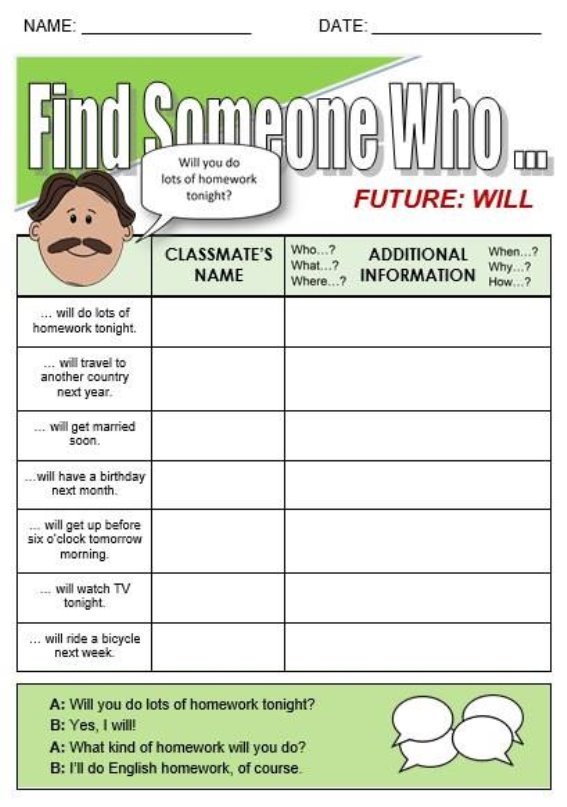 NAME: ____________________ DATE: ____________________
Find Someone Who ...
Will you do
lots of homework
tonight?
FUTURE: WILL
CLASSMATE'S
NAME
Who...?
What...?
Where...?
ADDITIONAL
INFORMATION
When...?
Why...?
How...?
... will do lots of
homework tonight.
... will travel to
another country
next year.
... will get married
soon.
...will have a birthday
next month.
... will get up before
six o'clock tomorrow
morning.
... will watch TV
tonight.
... will ride a bicycle
next week.
A: Will you do lots of homework tonight?
B: Yes, I will!
A: What kind of homework will you do?
B: I'll do English homework, of course.